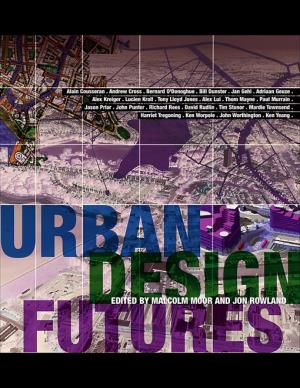 Alain Cousseran . Andrew Cross . Bernard O'Donoghue . Bill Dunster . Jan Gehl . Adriaan Geuze .
Alex Kreiger . Lucien Kroll . Tony Lloyd Jones . Alex Lui . Thom Mayne . Paul Murrain .
Jason Prior . John Punter . Richard Rees . David Rudlin . Tim Stonor . Mardie Townsend .
Harriet Tregoning . Ken Worpole . John Worthington . Ken Yeang .
URBAN
DESIGN
EDITED BY MALCOLM MOOR AND JON ROWLAND
FUTURES